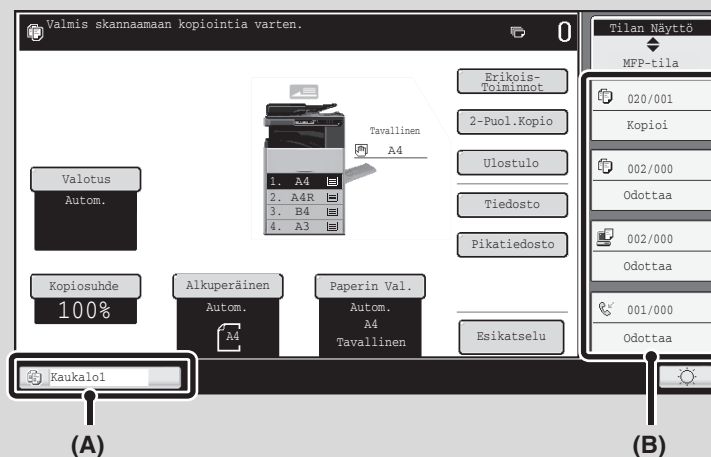 Valmis skannaamaan kopiointia varten.
0
Tilan Näyttö
MFP-tila
020/001
Kopioi
002/000
Odottaa
002/000
Odottaa
001/000
Odottaa
Erikois-
Toiminnot
2-Puol.Kopio
Ulostulo
Tiedosto
Pikatiedosto
Esikatselu
Tavallinen
A4
1. A4
2. A4R
3. B4
4. A3
Valotus
Autom.
Kopiosuhde
100%
Alkuperäinen
Autom.
A4
Paperin Val.
Autom.
A4
Tavallinen
Kaukalo1
(A)
(B)